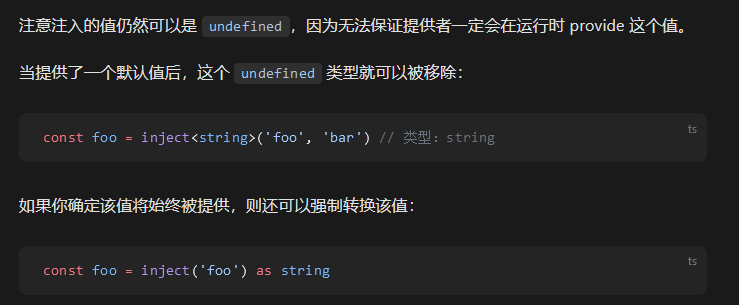 注意注入的值仍然可以是 undefined，因为无法保证提供者一定会在运行时 provide 这个值。
当提供了一个默认值后，这个 undefined 类型就可以被移除：
ts
const foo = inject<string>('foo', 'bar') // 类型：string
如果你确定该值将始终被提供，则还可以强制转换该值：
ts
const foo = inject('foo') as string